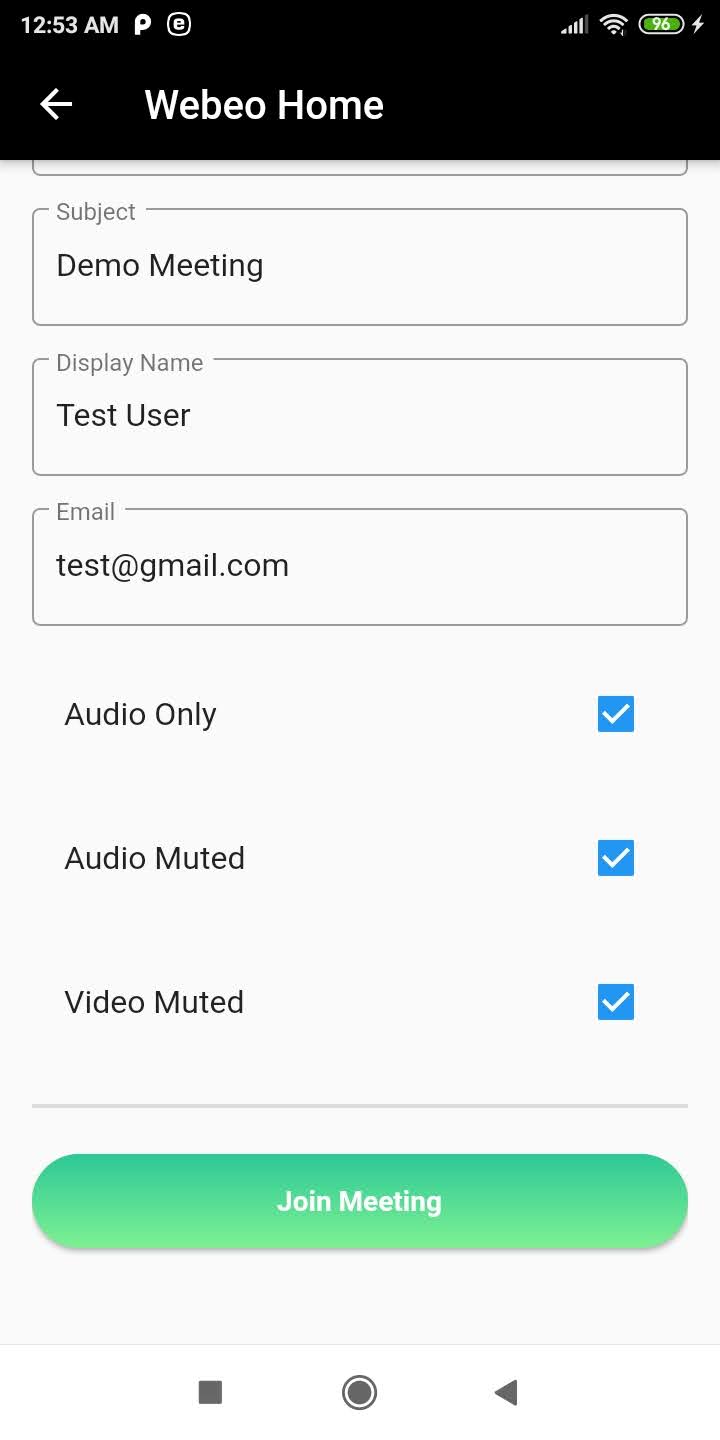 12:53 AM
96
Webeo Home
Subject
Demo Meeting
Display Name
Test User
Email
test@gmail.com
Audio Only
Audio Muted
Video Muted
Join Meeting